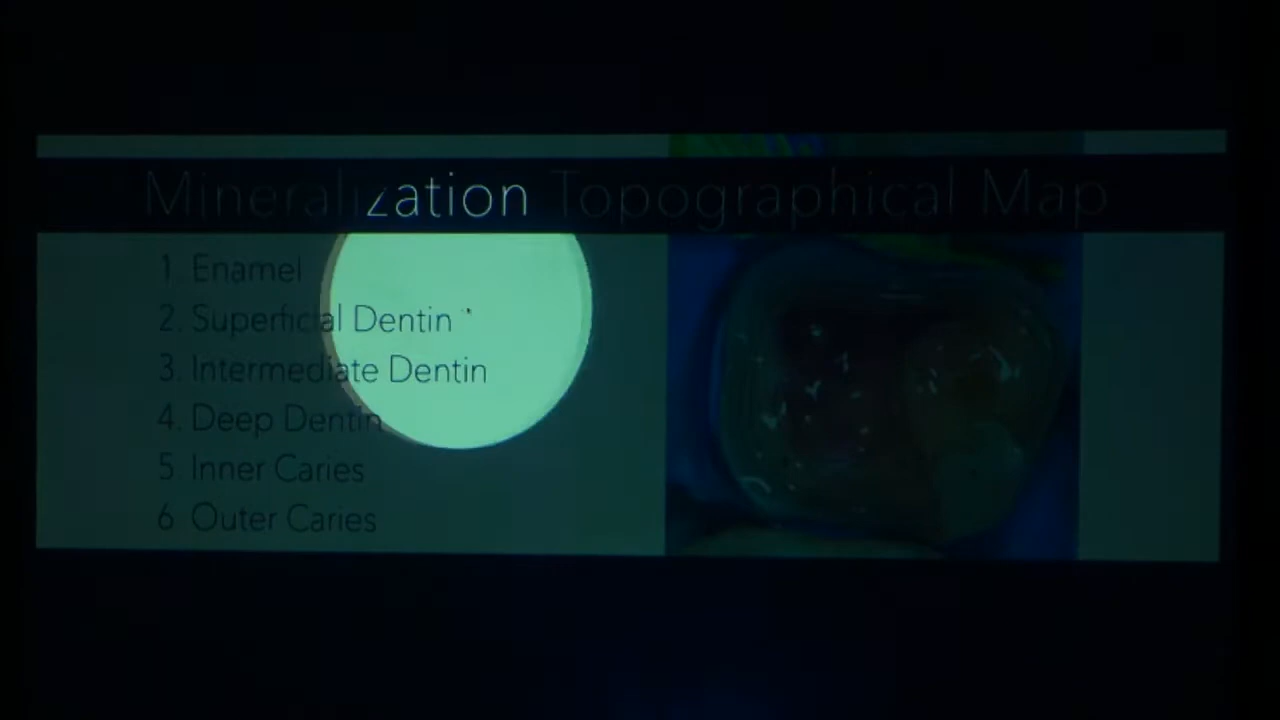 Mineralization Topographical Map
1. Enamel
2. Superficial Dentin
3. Intermediate Dentin
4. Deep Dentin
5 Inner Caries
6 Outer Caries